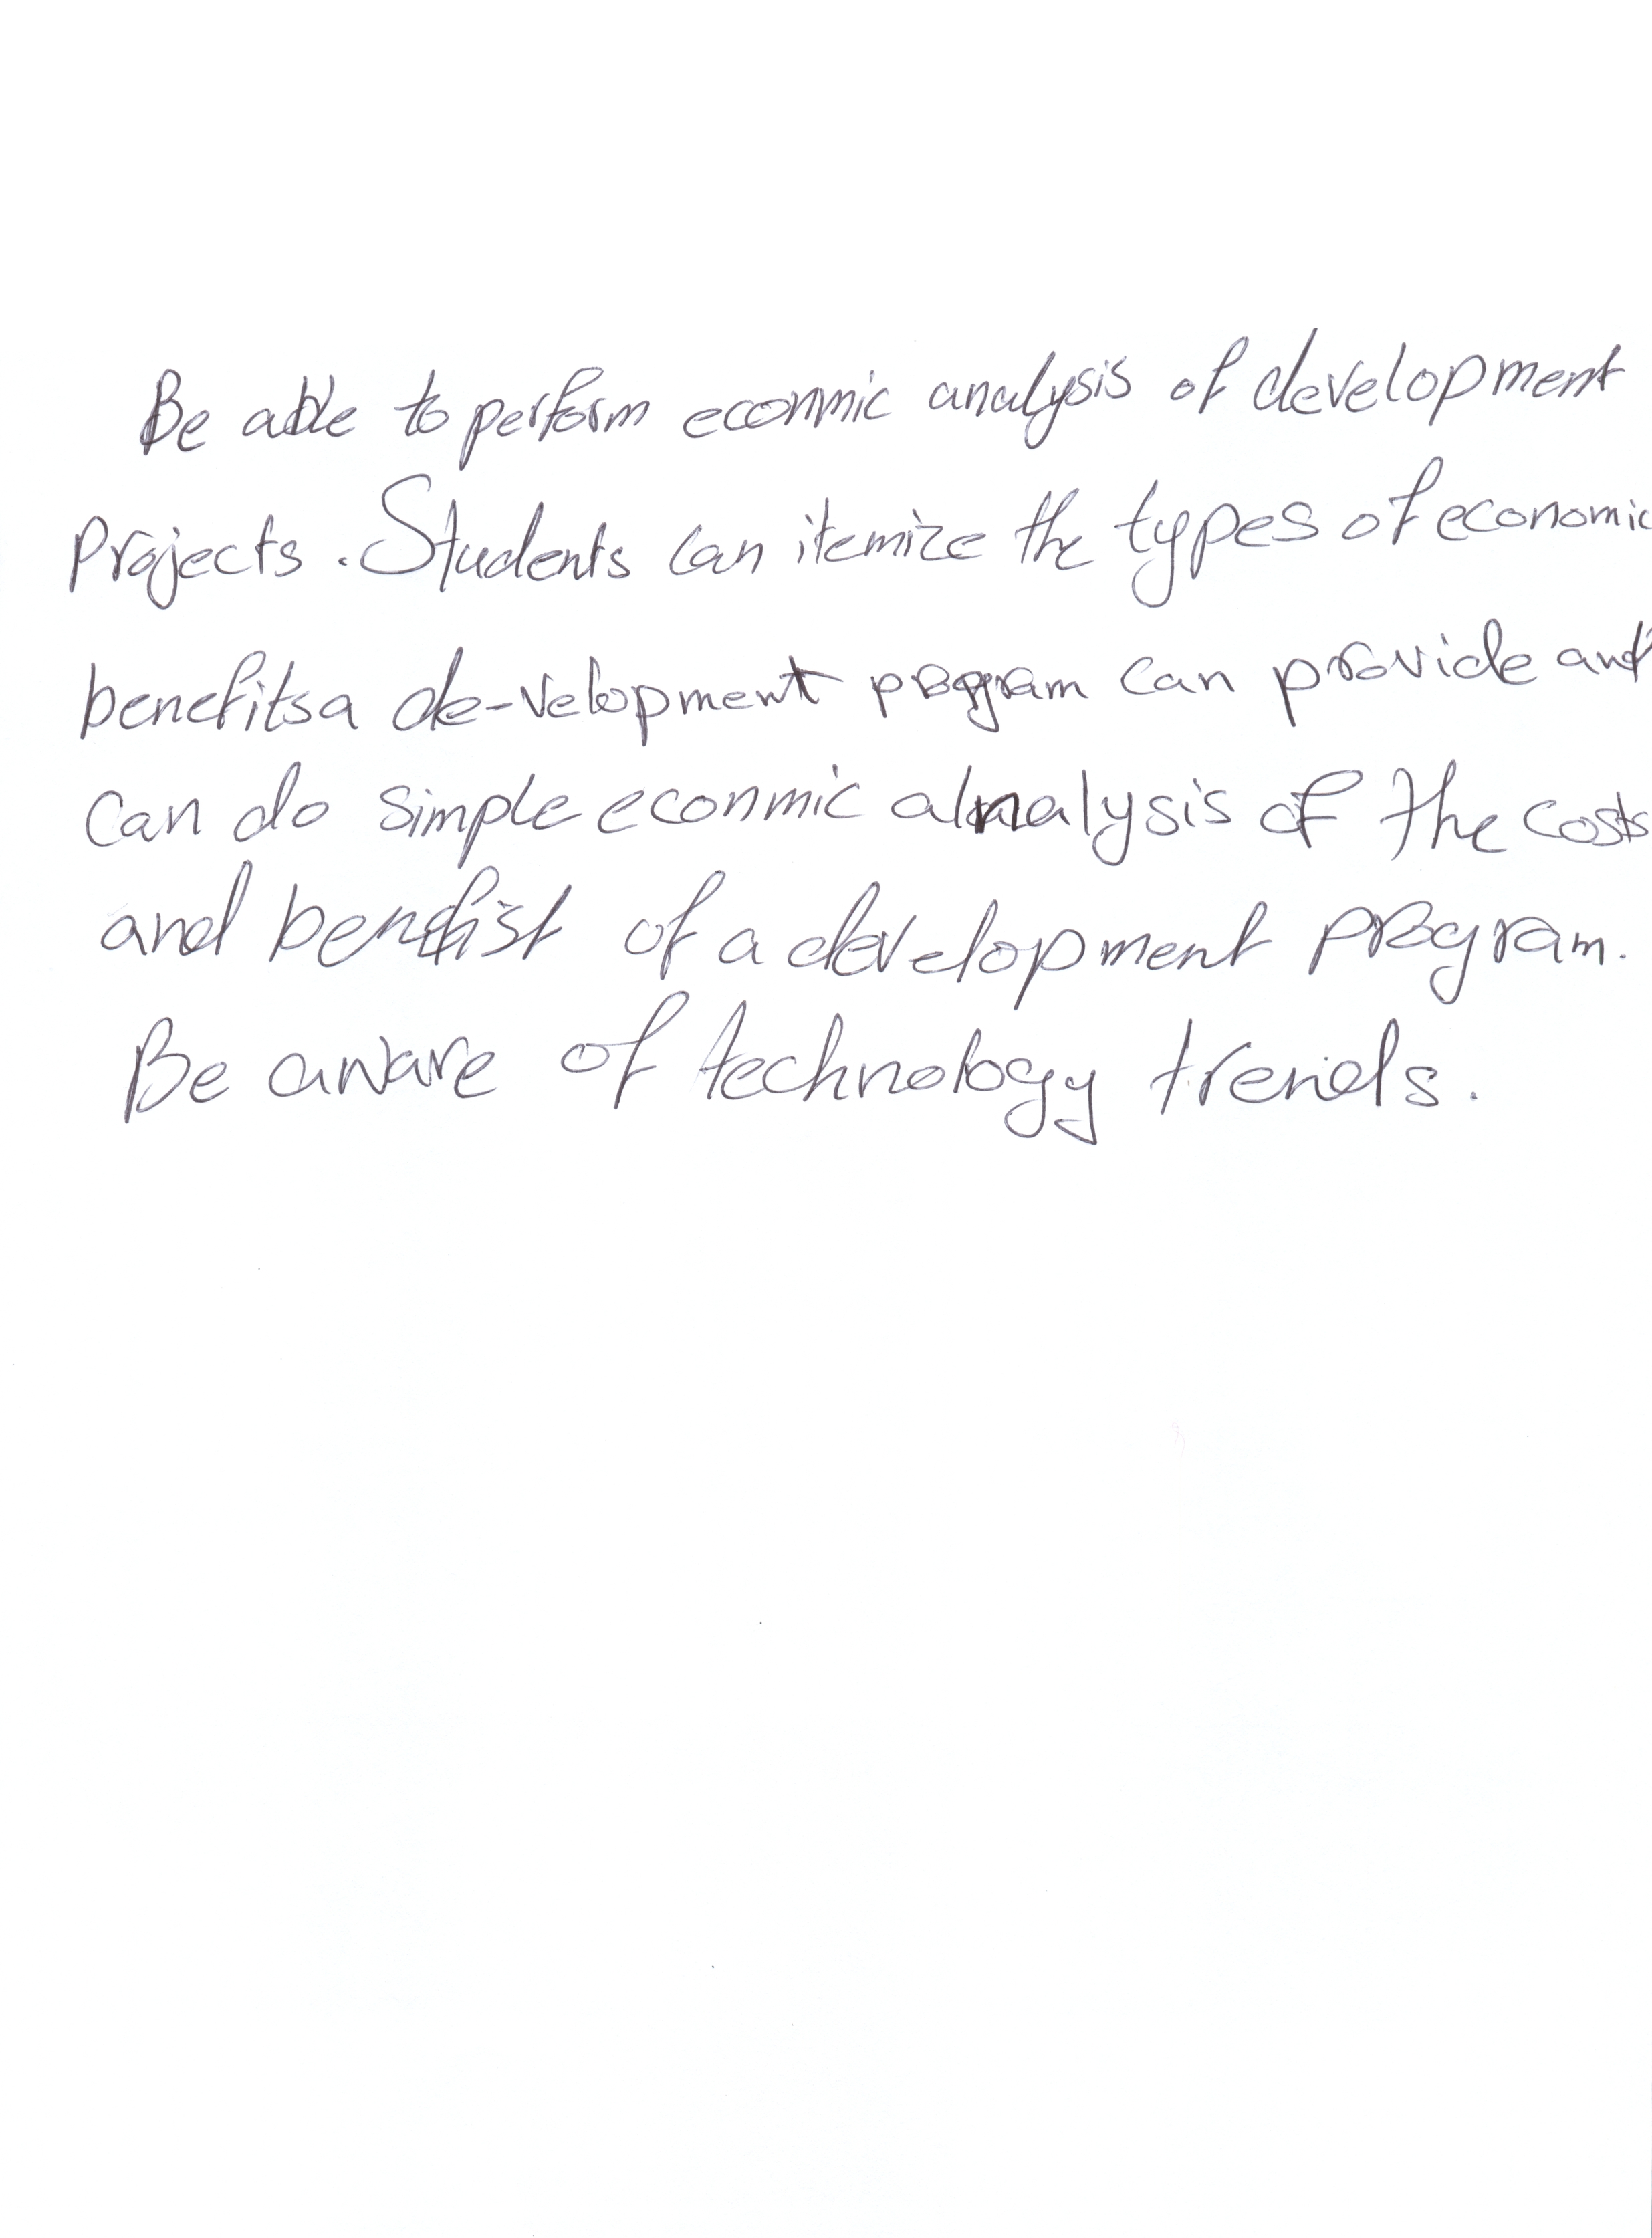 Be able to perform econmic analysis of development
Projects. Students can itemize the types of economic
benefitsa de-velopment program can provide and
can do simple econmic alnalysis of the costs
and benefist of a development program.
Be aware of technology trends.